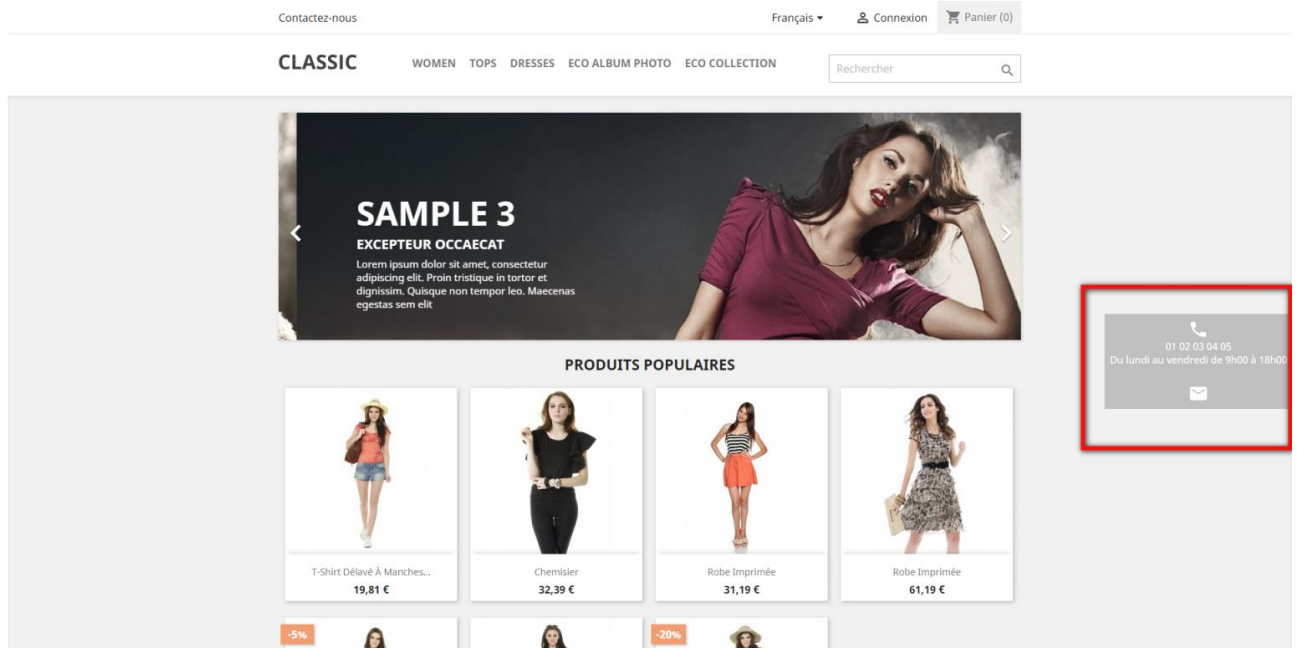 Contactez-nous
Français
Connexion
Panier (0)
CLASSIC
WOMEN TOPS DRESSES ECO ALBUM PHOTO ECO COLLECTION
Rechercher
SAMPLE 3
EXCEPTEUR OCCAECAT
Lorem ipsum dolor sit amet, consectetur
adipiscing elit. Proin tristique in tortor et
dignissim. Quisque non tempor leo. Maecenas
egestas sem elit
01 02 03 04 05
Du lundi au vendredi de 9h00 à 18h00
PRODUITS POPULAIRES
T-Shirt Délavé À Manches...
19,81 €
Chemisier
32,39 €
Robe Imprimée
31,19 €
Robe Imprimée
61,19 €
-5%
-20%